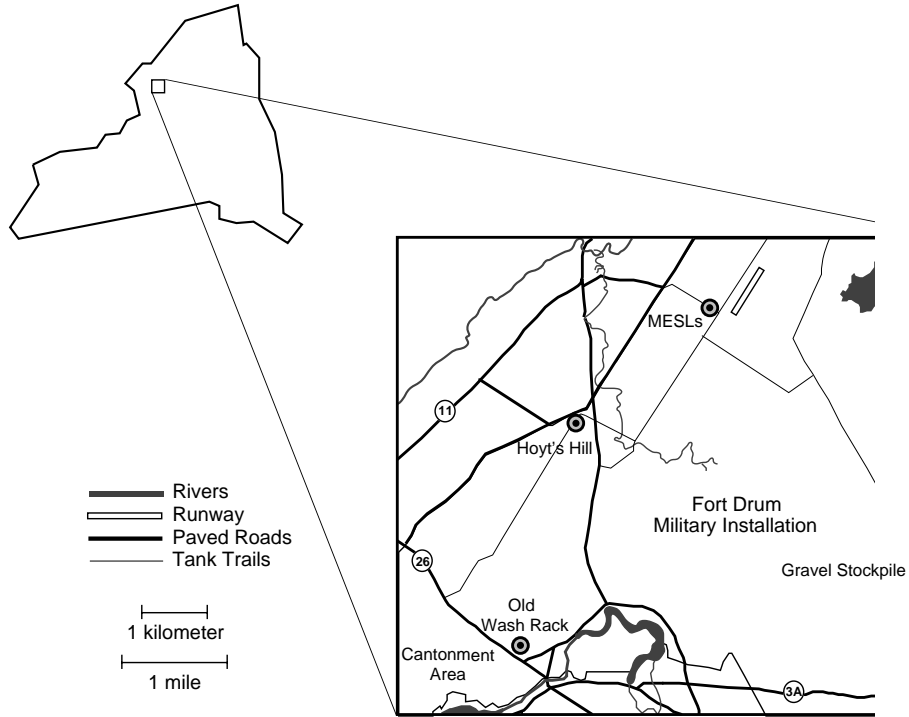 MESLs
11
Hoyt's Hill
Rivers
Runway
Paved Roads
Tank Trails
Fort Drum
Military Installation
26
Gravel Stockpile
1 kilometer
1 mile
Old
Wash Rack
Cantonment
Area
3A